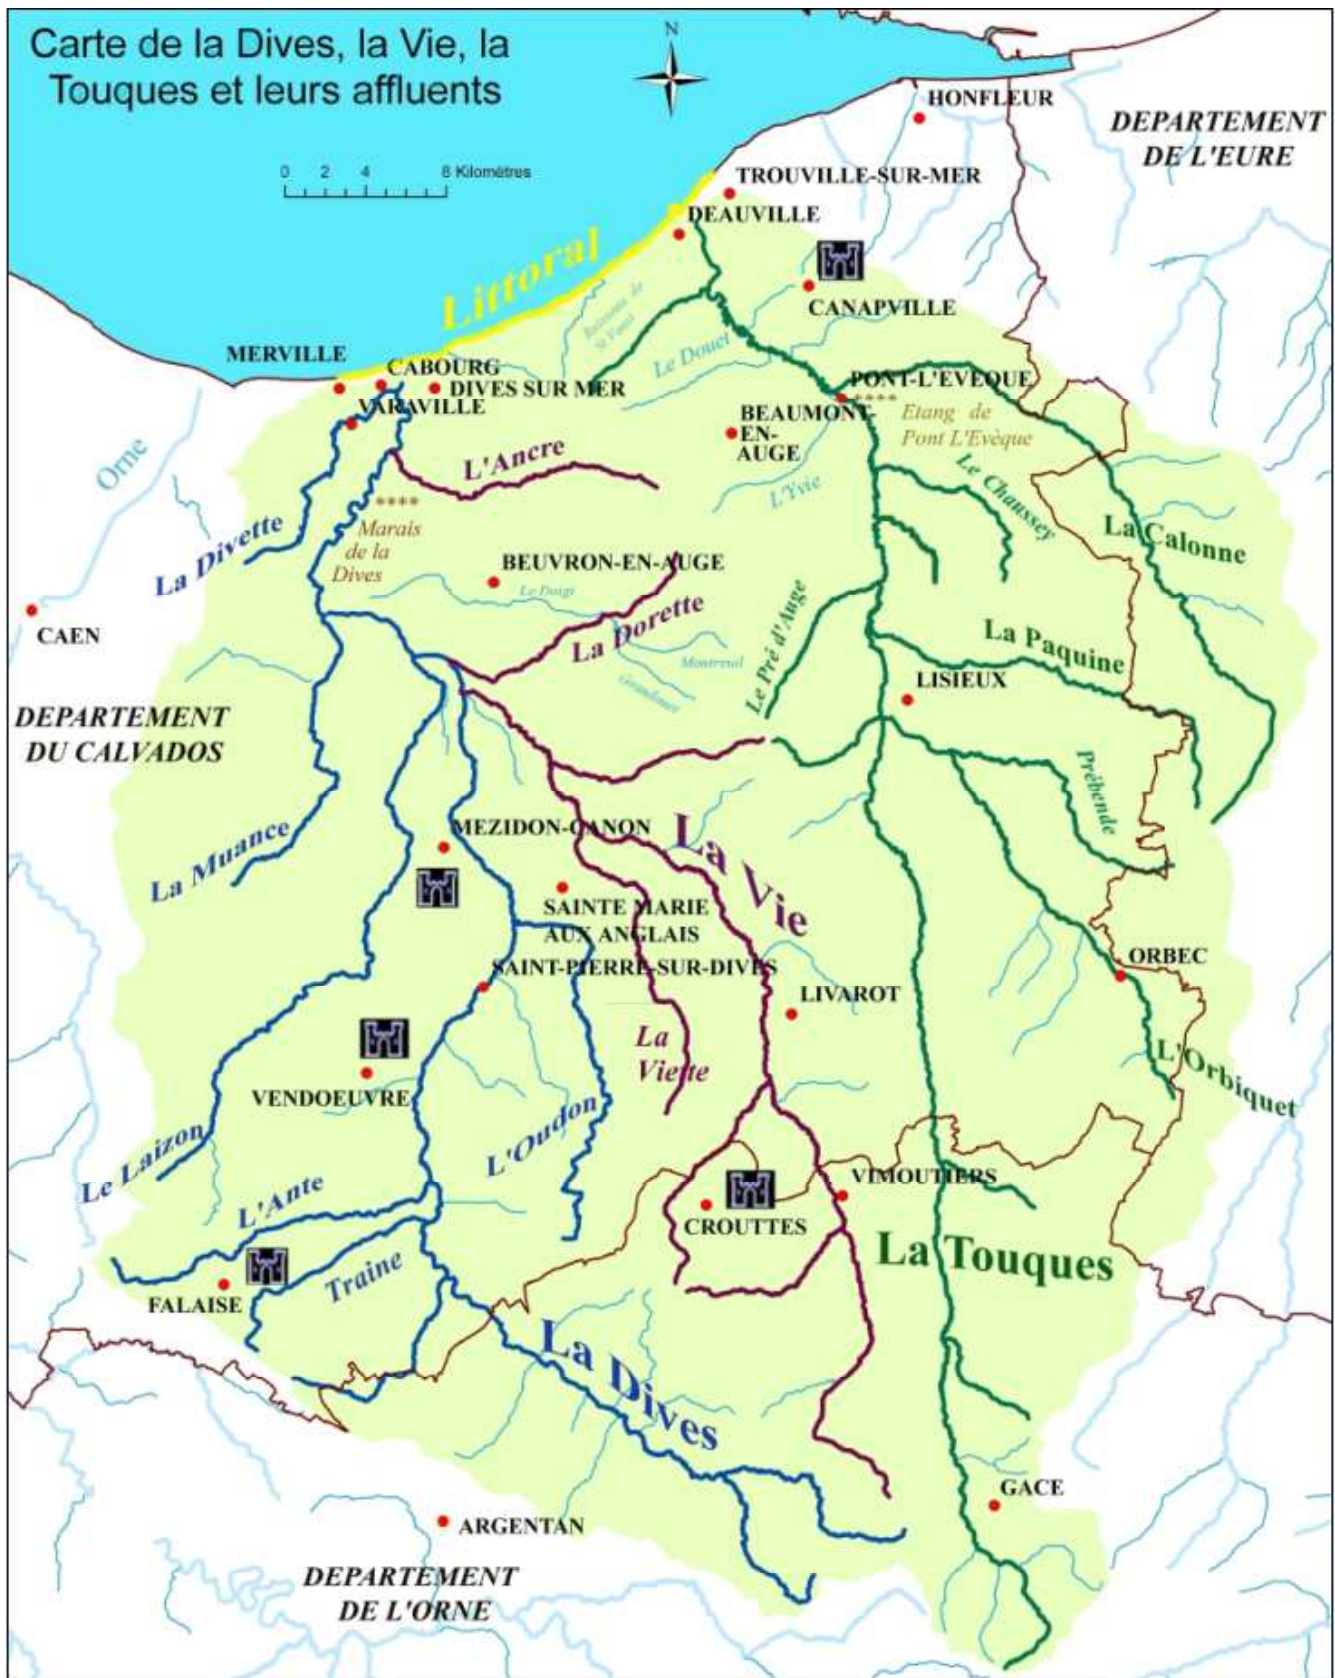 Carte de la Dives, la Vie, la
Touques et leurs affluents
N
0 2 4 8 Kilomètres
HONFLEUR
DEPARTEMENT
DE L'EURE
TROUVILLE-SUR-MER
DEAUVILLE
Littoral
CANAPVILLE
Le Douet
MERVILLE
CABOURG
DIVES SUR MER
VARAVILLE
PONT-L'EVEQUE
****
BEAUMONT-
EN-
AUGE
Etang de
Pont L'Evèque
Orne
L'Ancre
L'Yvie
Le Chaussey
****
Marais
de la
Dives
La Divette
La Calonne
BEUVRON-EN-AUGE
Le Doigt
CAEN
La Dorette
Le Pré d'Auge
La Paquine
Montreuil
LISIEUX
DEPARTEMENT
DU CALVADOS
Prébende
La Muance
MEZIDON-CANON
La Vie
SAINTE MARIE
AUX ANGLAIS
SAINT-PIERRE-SUR-DIVES
ORBEC
LIVAROT
La
Viette
VENDOEUVRE
L'Orbiquet
L'Oudon
Le Laizon
L'Ante
VIMOUTIERS
CROUTTES
La Touques
Traine
FALAISE
La Dives
GACE
ARGENTAN
DEPARTEMENT
DE L'ORNE